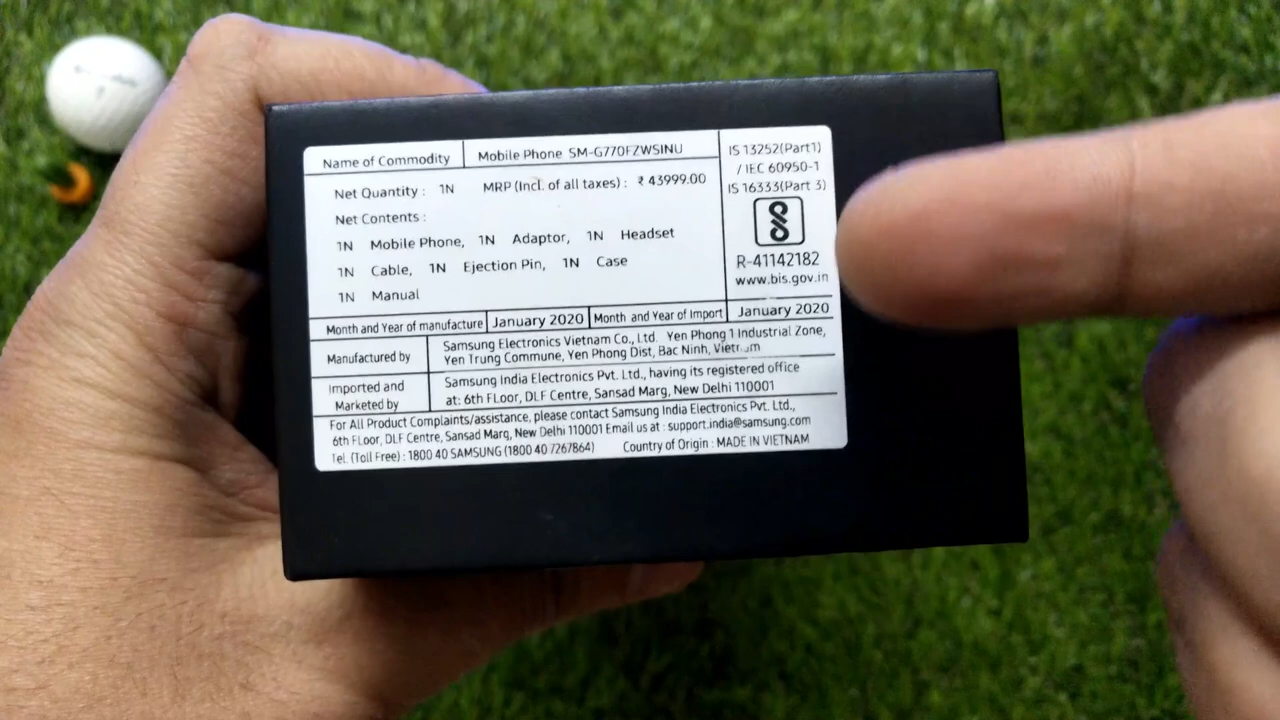 Name of Commodity Mobile Phone SM-G770FZWSINU
Net Quantity : 1N MRP (Incl. of all taxes) : ₹ 43999.00
Net Contents :
1N Mobile Phone, 1N Adaptor, 1N Headset
1N Cable, 1N Ejection Pin, 1N Case
1N Manual
IS 13252(Part1)
/ IEC 60950-1
IS 16333(Part 3)
R-41142182
www.bis.gov.in
Month and Year of manufacture January 2020 Month and Year of Import January 2020
Manufactured by
Samsung Electronics Vietnam Co., Ltd. Yen Phong 1 Industrial Zone,
Yen Trung Commune, Yen Phong Dist, Bac Ninh, Vietnam
Imported and
Marketed by
Samsung India Electronics Pvt. Ltd., having its registered office
at: 6th FLoor, DLF Centre, Sansad Marg, New Delhi 110001
For All Product Complaints/assistance, please contact Samsung India Electronics Pvt. Ltd.,
6th FLoor, DLF Centre, Sansad Marg, New Delhi 110001 Email us at : support.india@samsung.com
Tel. (Toll Free) : 1800 40 SAMSUNG (1800 40 7267864) Country of Origin : MADE IN VIETNAM